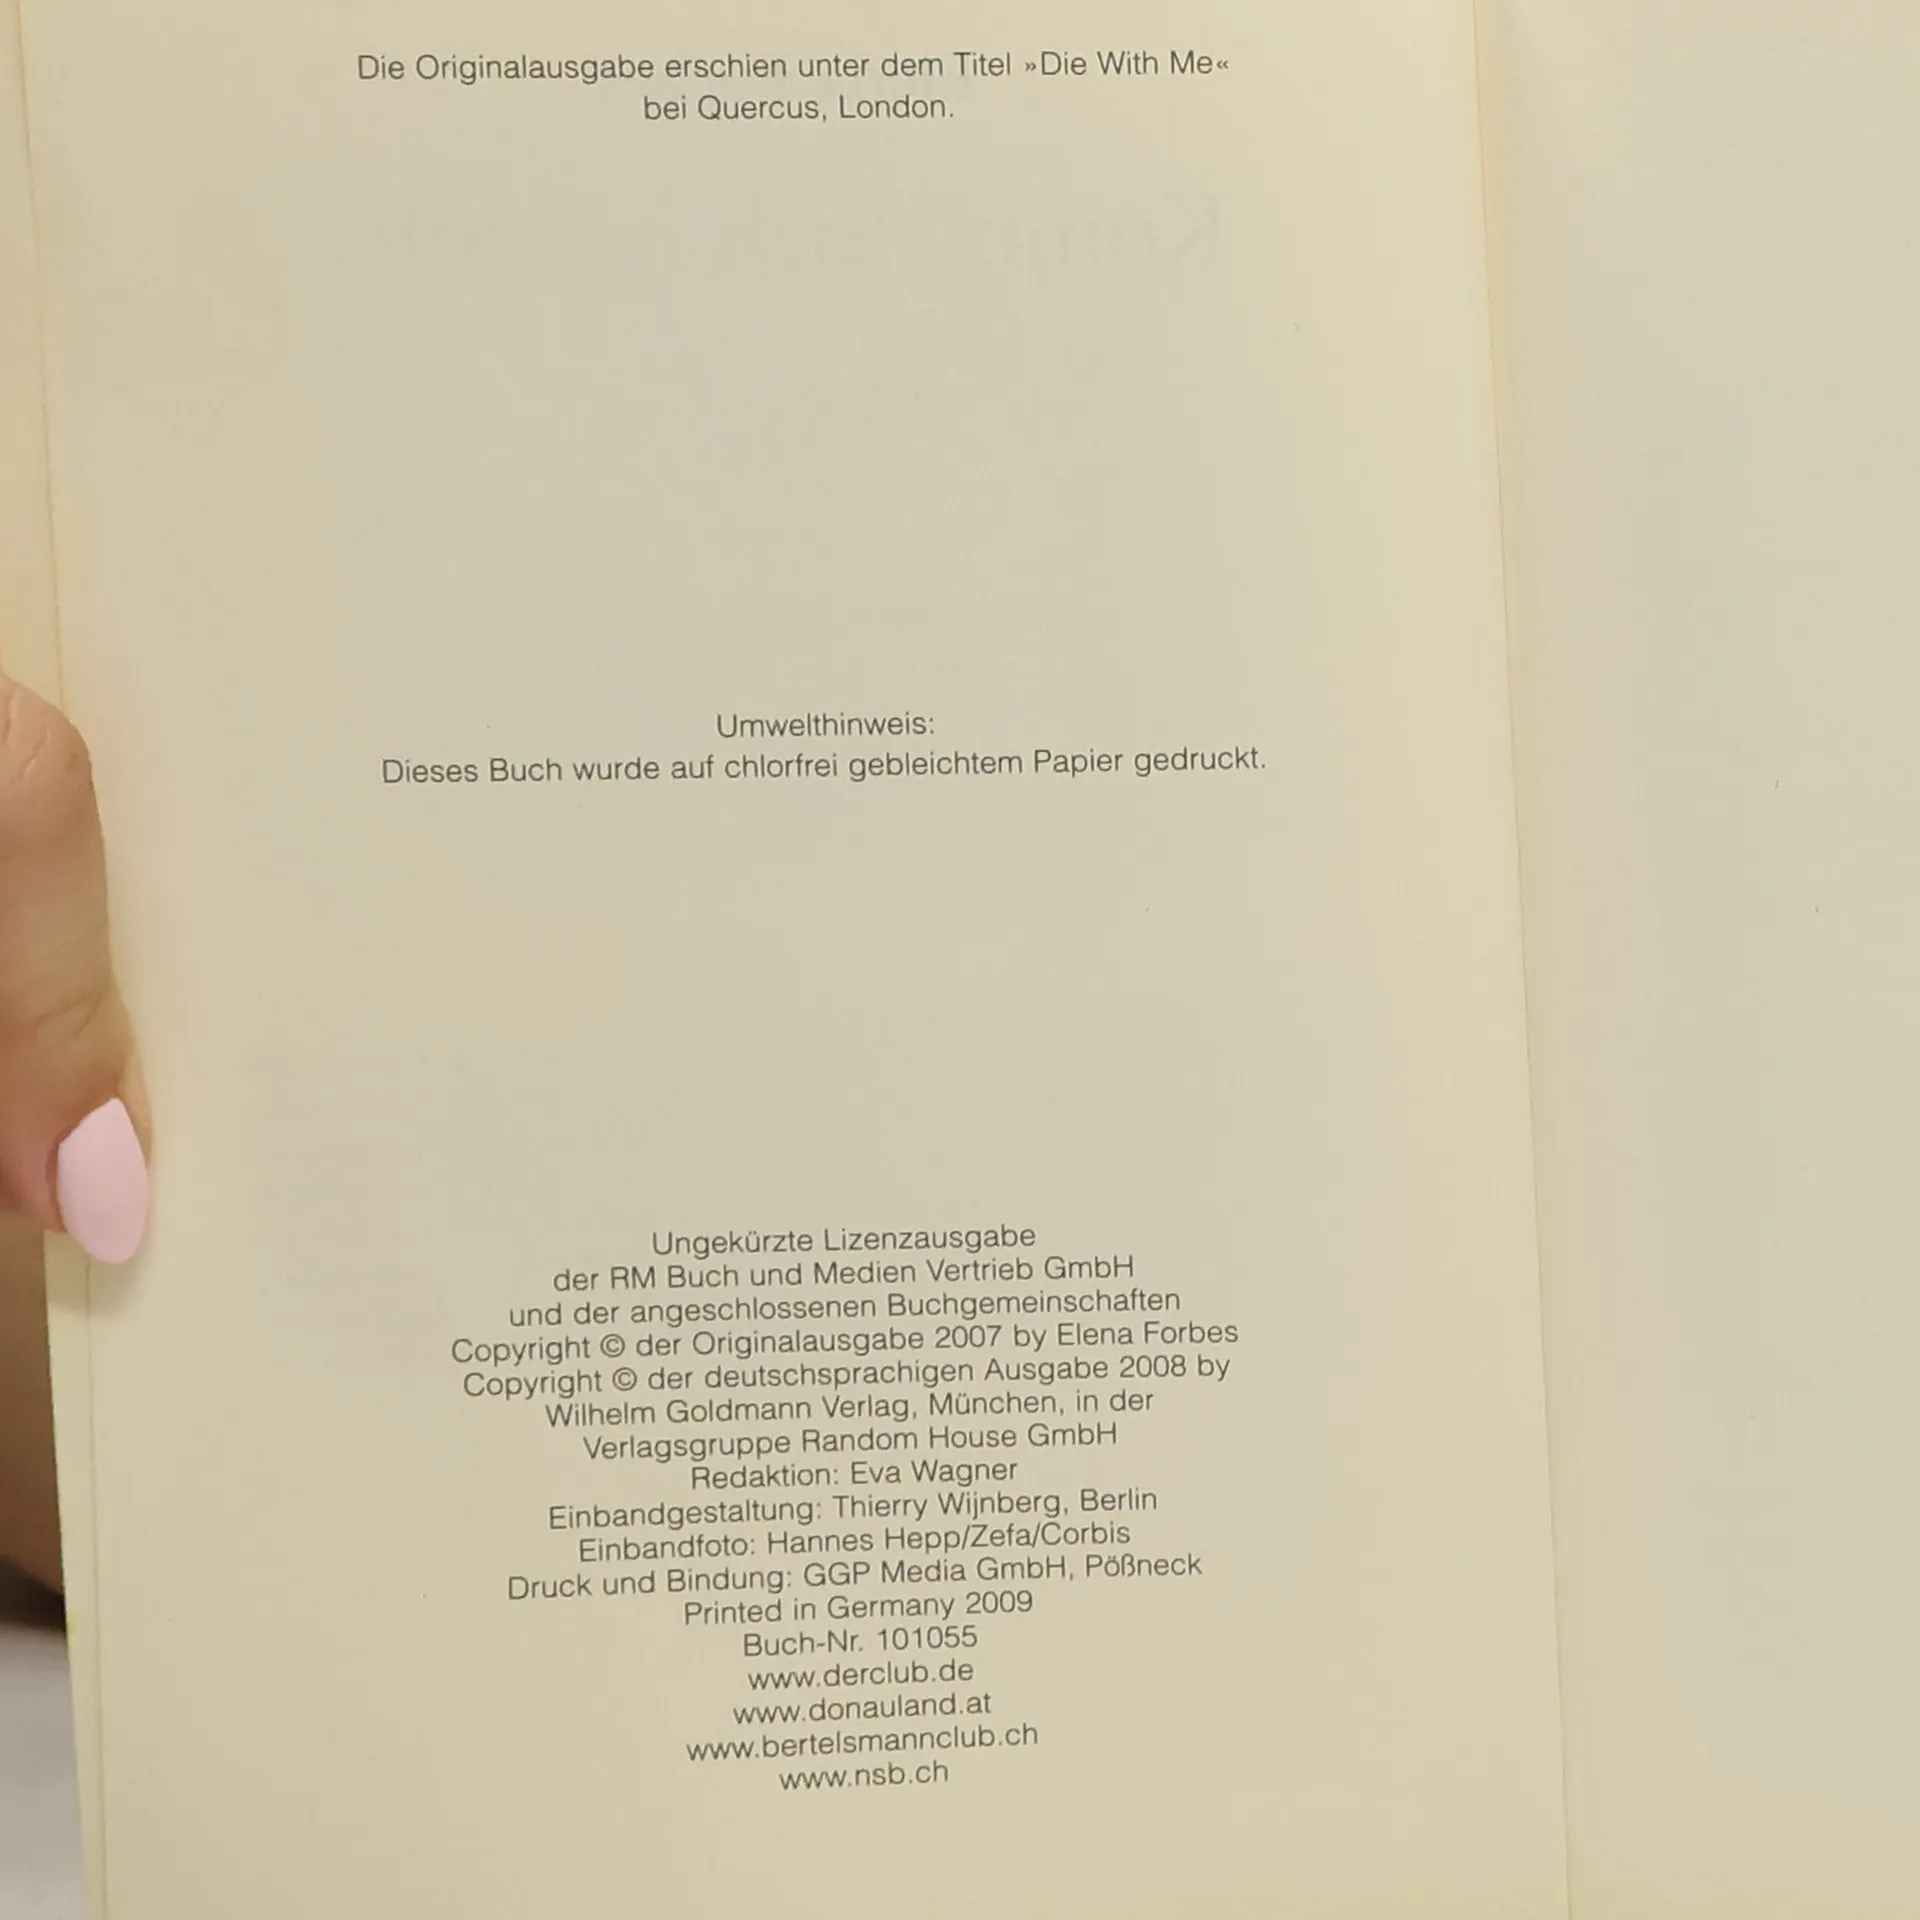 Die Originalausgabe erschien unter dem Titel »Die With Me«
bei Quercus, London.
Umwelthinweis:
Dieses Buch wurde auf chlorfrei gebleichtem Papier gedruckt.
Ungekürzte Lizenzausgabe
der RM Buch und Medien Vertrieb GmbH
und der angeschlossenen Buchgemeinschaften
Copyright © der Originalausgabe 2007 by Elena Forbes
Copyright © der deutschsprachigen Ausgabe 2008 by
Wilhelm Goldmann Verlag, München, in der
Verlagsgruppe Random House GmbH
Redaktion: Eva Wagner
Einbandgestaltung: Thierry Wijnberg, Berlin
Einbandfoto: Hannes Hepp/Zefa/Corbis
Druck und Bindung: GGP Media GmbH, Pößneck
Printed in Germany 2009
Buch-Nr. 101055
www.derclub.de
www.donauland.at
www.bertelsmannclub.ch
www.nsb.ch